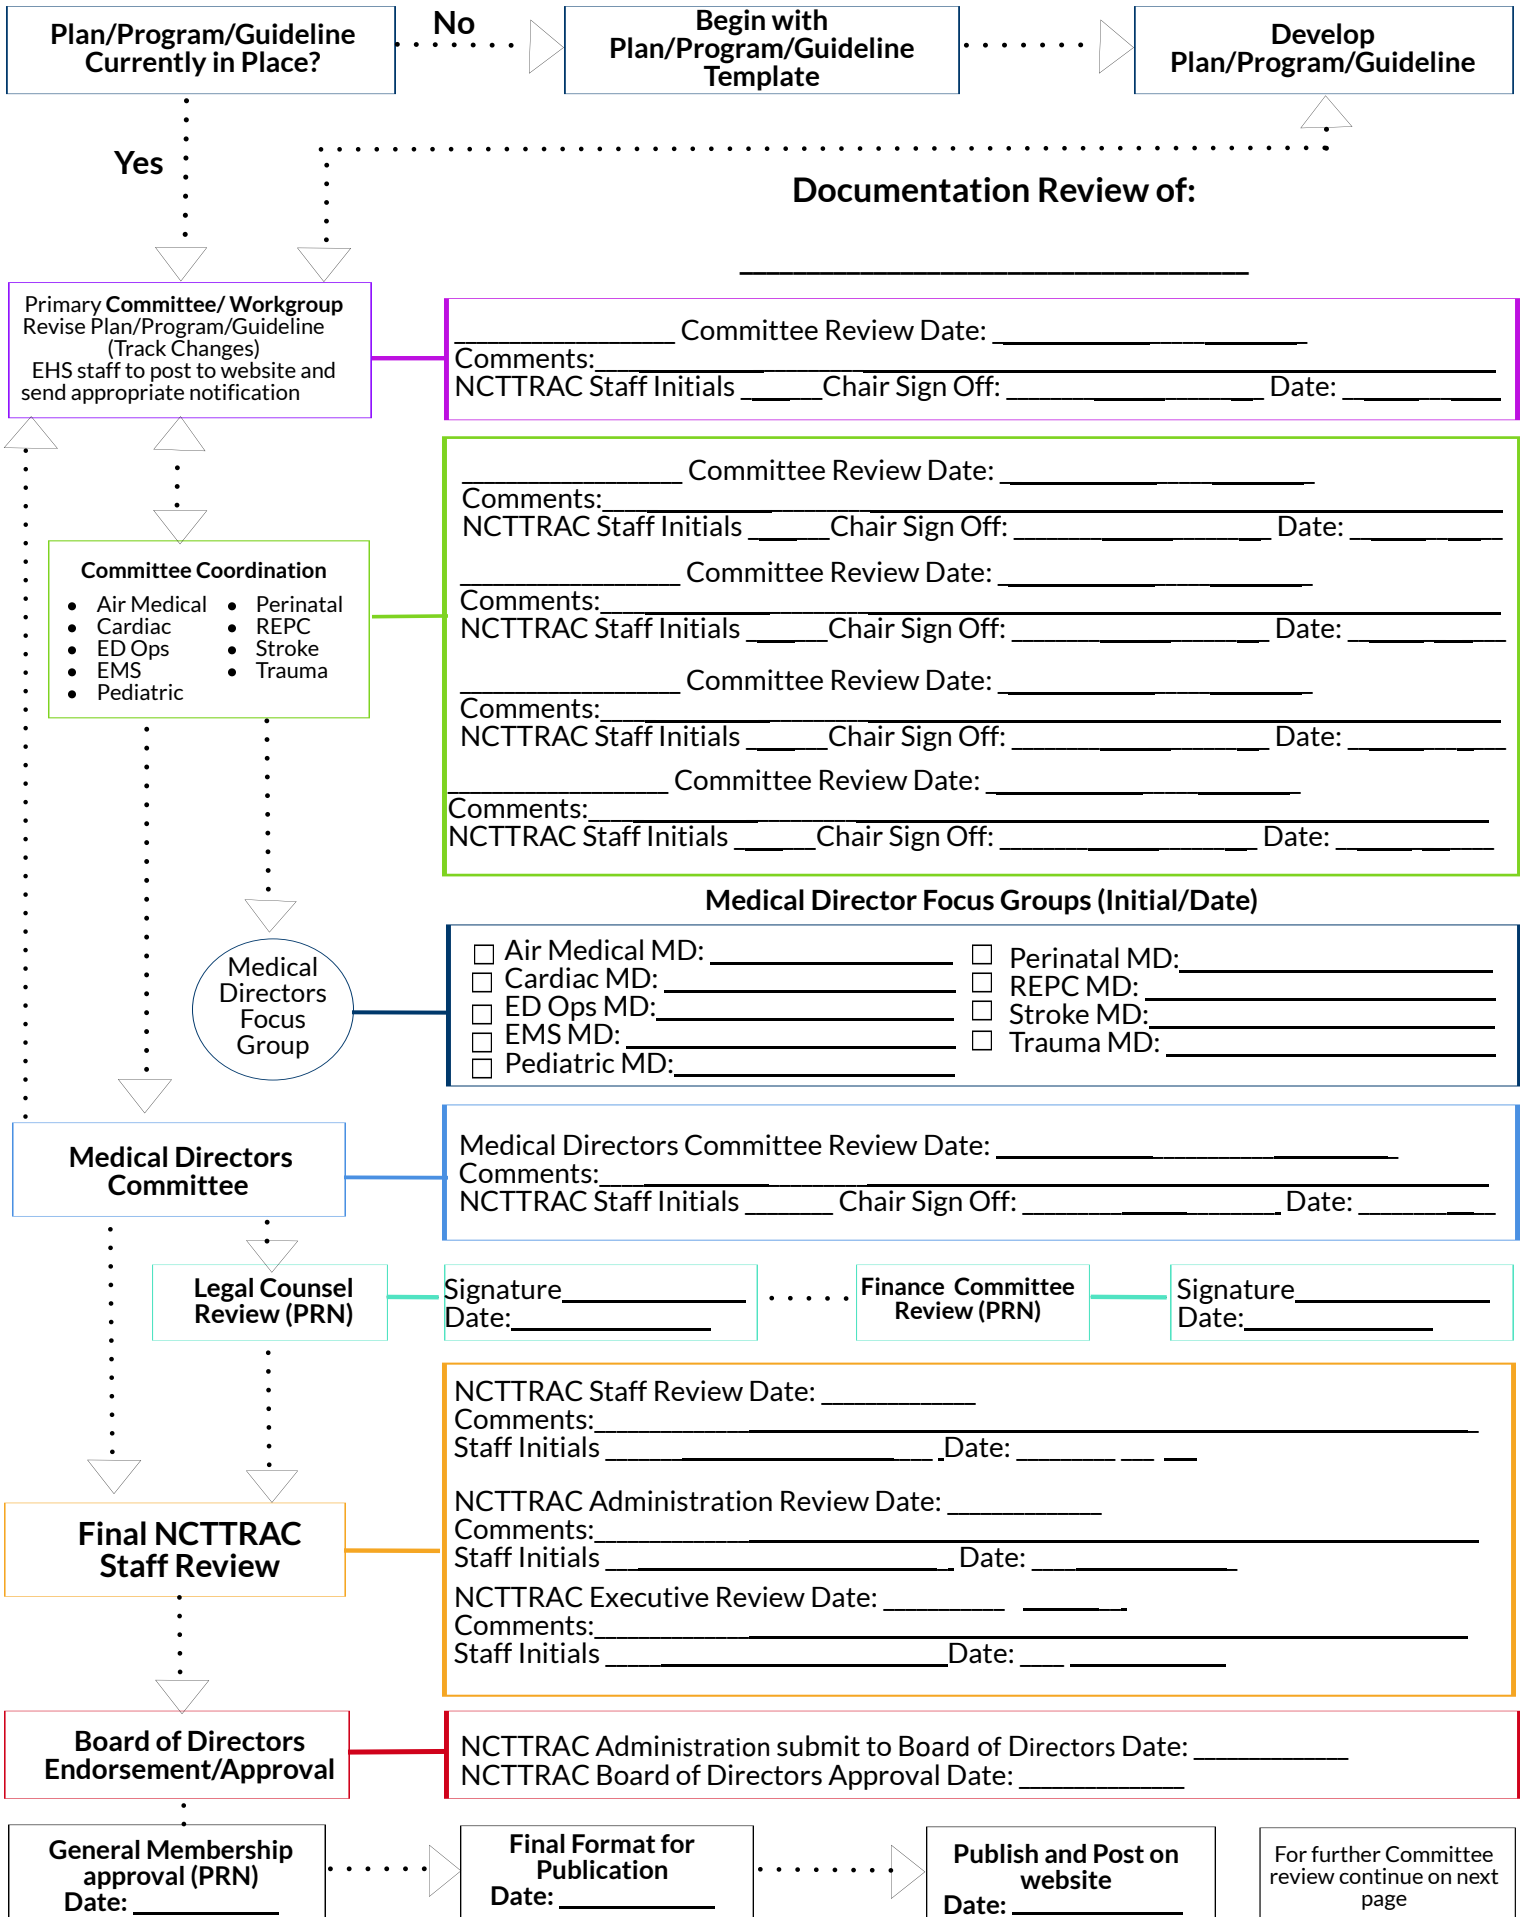 Plan/Program/Guideline
Currently in Place?
No
Begin with
Plan/Program/Guideline
Template
Develop
Plan/Program/Guideline
Yes
Documentation Review of:
Primary Committee/ Workgroup
Revise Plan/Program/Guideline
(Track Changes)
EHS staff to post to website and
send appropriate notification
Committee Review Date:
Comments:
NCTTRAC Staff Initials Chair Sign Off: Date:
Committee Coordination
• Air Medical
• Cardiac
• ED Ops
• EMS
• Pediatric
• Perinatal
• REPC
• Stroke
• Trauma
Committee Review Date:
Comments:
NCTTRAC Staff Initials Chair Sign Off: Date:
Committee Review Date:
Comments:
NCTTRAC Staff Initials Chair Sign Off: Date:
Committee Review Date:
Comments:
NCTTRAC Staff Initials Chair Sign Off: Date:
Committee Review Date:
Comments:
NCTTRAC Staff Initials Chair Sign Off: Date:
Medical Director Focus Groups (Initial/Date)
Medical
Directors
Focus
Group
☐ Air Medical MD:
☐ Cardiac MD:
☐ ED Ops MD:
☐ EMS MD:
☐ Pediatric MD:
☐ Perinatal MD:
☐ REPC MD:
☐ Stroke MD:
☐ Trauma MD:
Medical Directors
Committee
Medical Directors Committee Review Date:
Comments:
NCTTRAC Staff Initials Chair Sign Off: Date:
Legal Counsel
Review (PRN)
Signature
Date:
Finance Committee
Review (PRN)
Signature
Date:
Final NCTTRAC
Staff Review
NCTTRAC Staff Review Date:
Comments:
Staff Initials Date:
NCTTRAC Administration Review Date:
Comments:
Staff Initials Date:
NCTTRAC Executive Review Date:
Comments:
Staff Initials Date:
Board of Directors
Endorsement/Approval
NCTTRAC Administration submit to Board of Directors Date:
NCTTRAC Board of Directors Approval Date:
General Membership
approval (PRN)
Date:
Final Format for
Publication
Date:
Publish and Post on
website
Date:
For further Committee
review continue on next
page